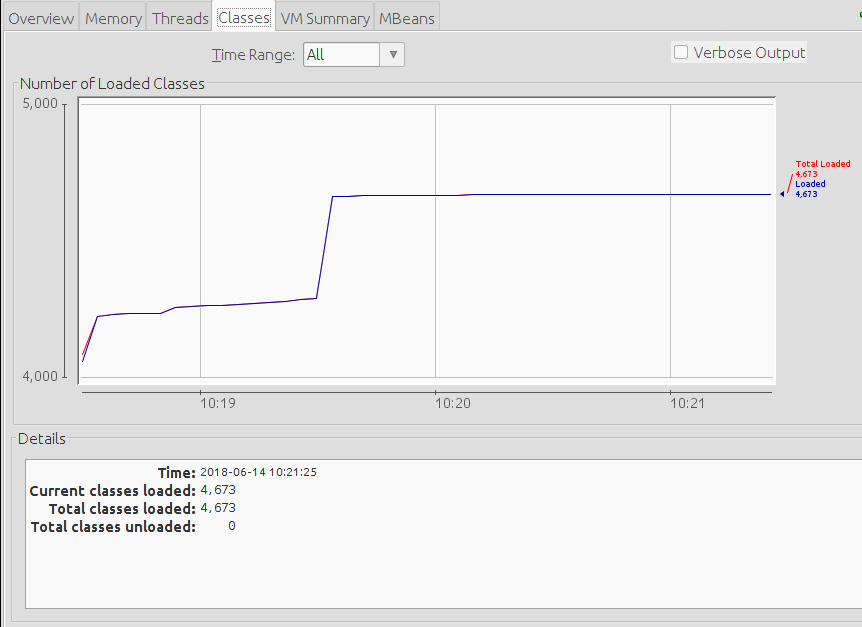 Overview Memory Threads Classes VM Summary MBeans
Time Range: All Verbose Output
Number of Loaded Classes
5,000
Total Loaded
4,673
Loaded
4,673
4,000
10:19 10:20 10:21
Details
Time: 2018-06-14 10:21:25
Current classes loaded: 4,673
Total classes loaded: 4,673
Total classes unloaded: 0